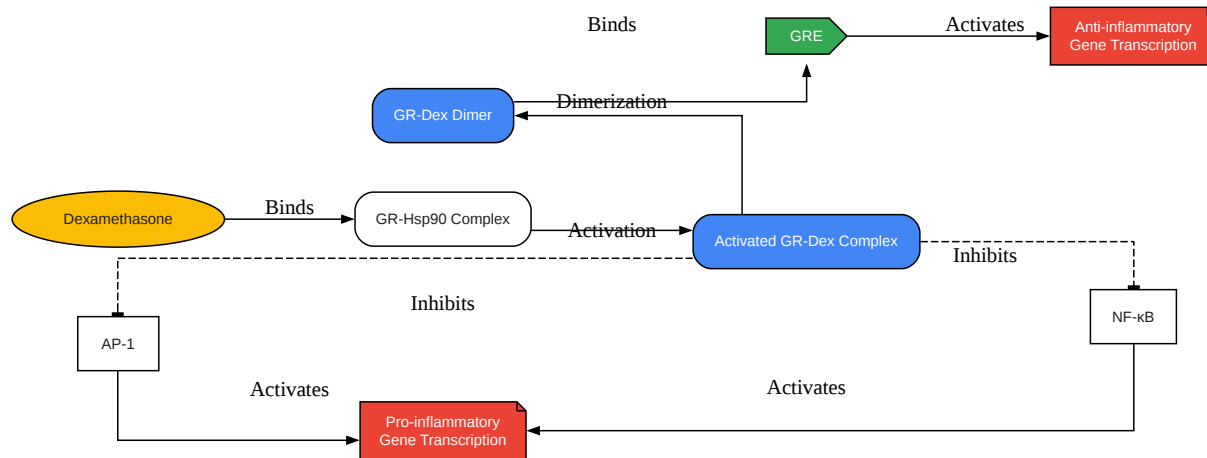 Binds
GRE
Activates
Anti-inflammatory
Gene Transcription
GR-Dex Dimer
Dimerization
Dexamethasone
Binds
GR-Hsp90 Complex
Activation
Activated GR-Dex Complex
Inhibits
Inhibits
AP-1
NF-κB
Activates
Activates
Pro-inflammatory
Gene Transcription